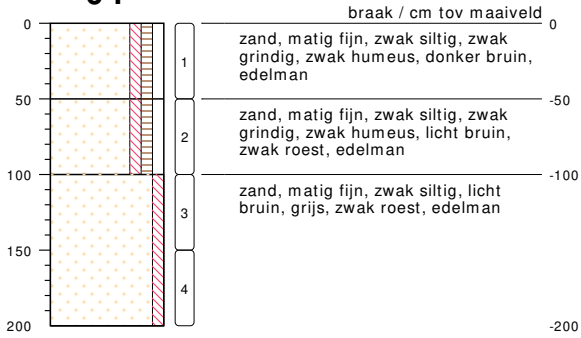 braak / cm tov maaiveld
0
0
zand, matig fijn, zwak siltig, zwak
grindig, zwak humeus, donker bruin,
edelman
1
50
-50
zand, matig fijn, zwak siltig, zwak
grindig, zwak humeus, licht bruin,
zwak roest, edelman
2
100
-100
zand, matig fijn, zwak siltig, licht
bruin, grijs, zwak roest, edelman
3
150
4
200
-200